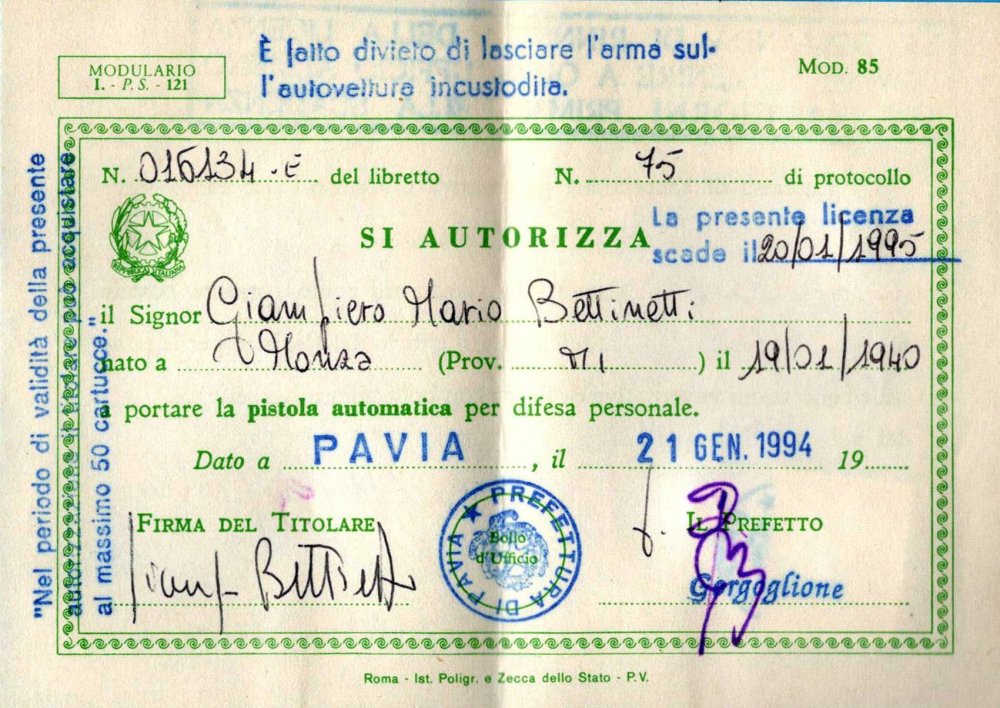 È fatto divieto di lasciare l'arma sul-
l'autovettura incustodita.
MODULARIO
I. - P. S. - 121
MOD. 85
N. 016134-E del libretto
N. 75 di protocollo
La presente licenza
scade il 20/01/1995
REPVBBLICA ITALIANA
SI AUTORIZZA
il Signor Giampiero Mario Bettinetti
nato a Monza (Prov. MI) il 19/01/1940
a portare la pistola automatica per difesa personale.
Dato a PAVIA, il 21 GEN. 1994 19
FIRMA DEL TITOLARE
IL PREFETTO
PREFETTURA DI PAVIA
Bollo
d'Ufficio
Gorgoglione
Roma - Ist. Poligr. e Zecca dello Stato - P.V.
"Nel periodo di validità della presente
autorizzazione il titolare può acquistare
al massimo 50 cartucce."